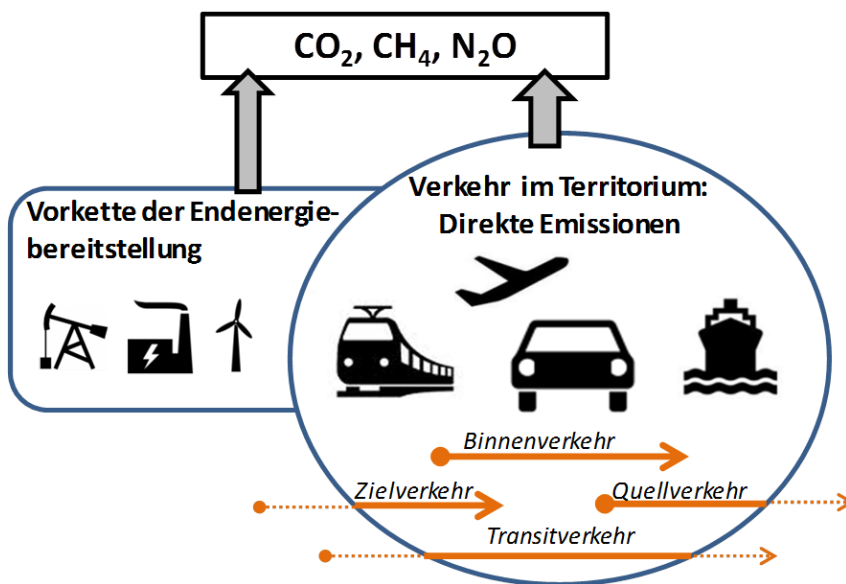 CO₂, CH₄, N₂O
Vorkette der Endenergie-
bereitstellung
Verkehr im Territorium:
Direkte Emissionen
Binnenverkehr
Zielverkehr
Quellverkehr
Transitverkehr